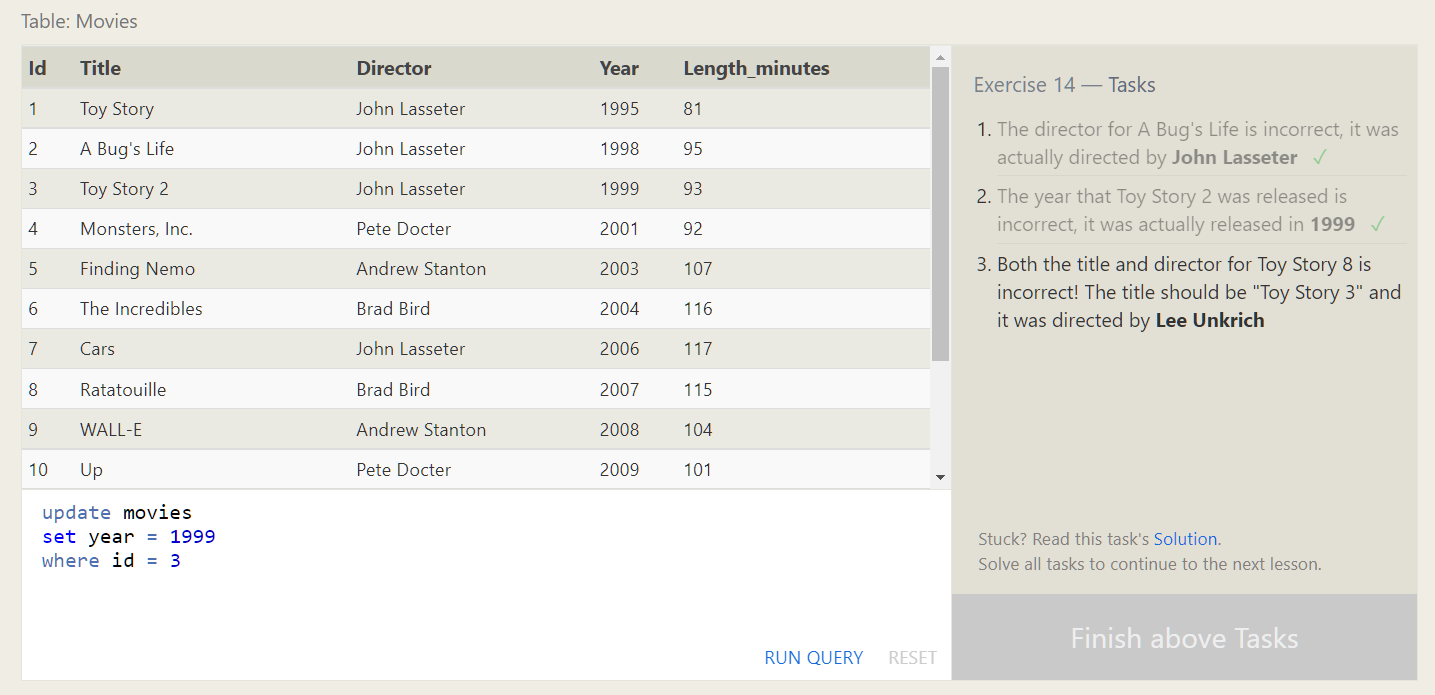 Table: Movies
Id Title Director Year Length_minutes
1 Toy Story John Lasseter 1995 81
2 A Bug's Life John Lasseter 1998 95
3 Toy Story 2 John Lasseter 1999 93
4 Monsters, Inc. Pete Docter 2001 92
5 Finding Nemo Andrew Stanton 2003 107
6 The Incredibles Brad Bird 2004 116
7 Cars John Lasseter 2006 117
8 Ratatouille Brad Bird 2007 115
9 WALL-E Andrew Stanton 2008 104
10 Up Pete Docter 2009 101
update movies
set year = 1999
where id = 3
RUN QUERY RESET
Exercise 14 — Tasks
1. The director for A Bug's Life is incorrect, it was
actually directed by John Lasseter ✓
2. The year that Toy Story 2 was released is
incorrect, it was actually released in 1999 ✓
3. Both the title and director for Toy Story 8 is
incorrect! The title should be "Toy Story 3" and
it was directed by Lee Unkrich
Stuck? Read this task's Solution.
Solve all tasks to continue to the next lesson.
Finish above Tasks